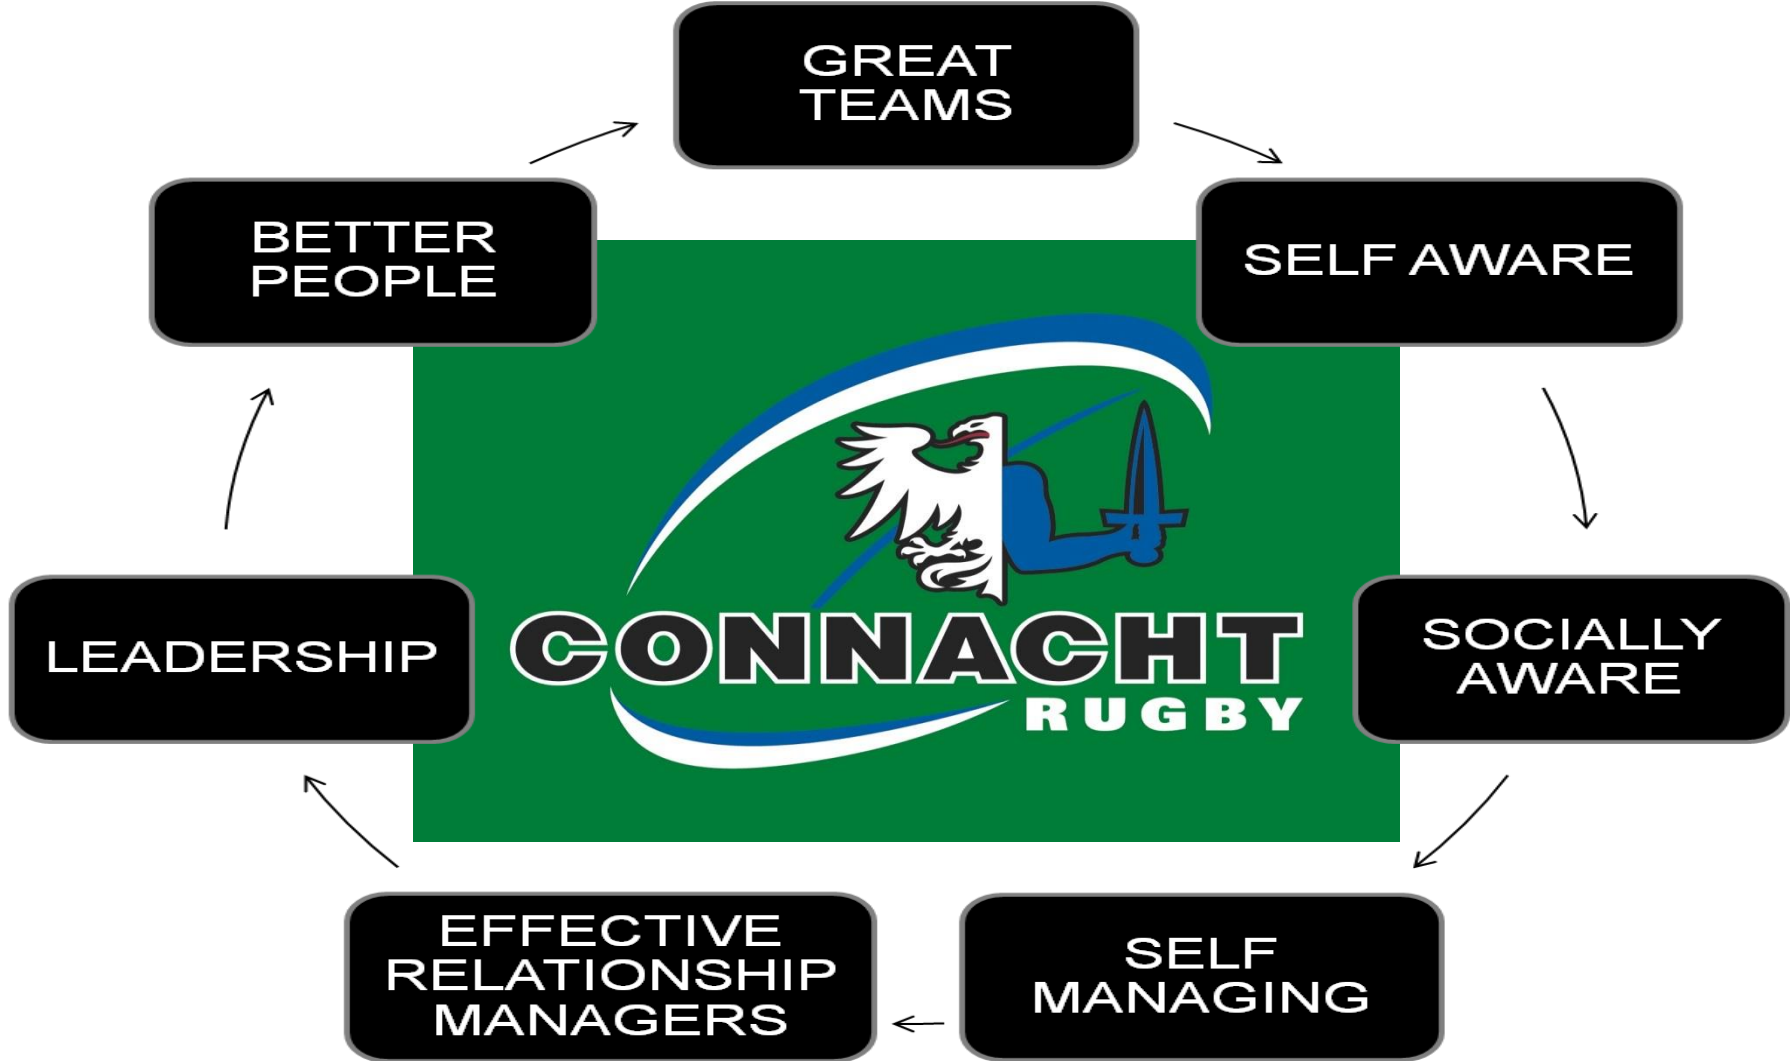 GREAT
TEAMS
SELF AWARE
SOCIALLY
AWARE
SELF
MANAGING
EFFECTIVE
RELATIONSHIP
MANAGERS
LEADERSHIP
BETTER
PEOPLE
CONNACHT
RUGBY